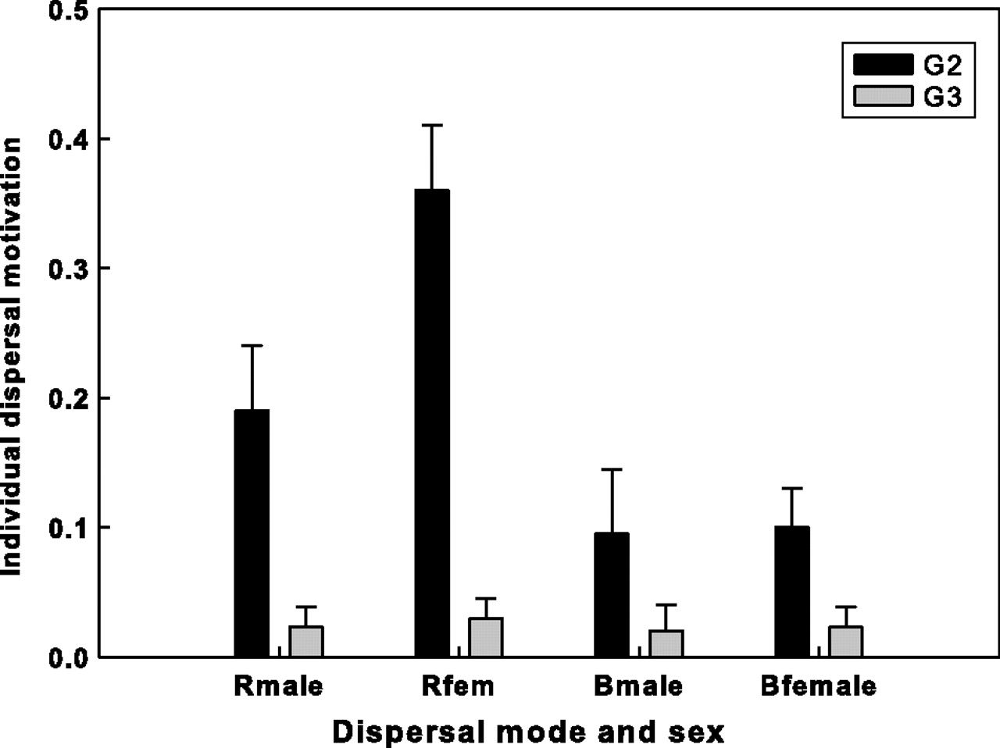 0.5
0.4
0.3
0.2
0.1
0.0
Individual dispersal motivation
G2
G3
Rmale Rfem Bmale Bfemale
Dispersal mode and sex